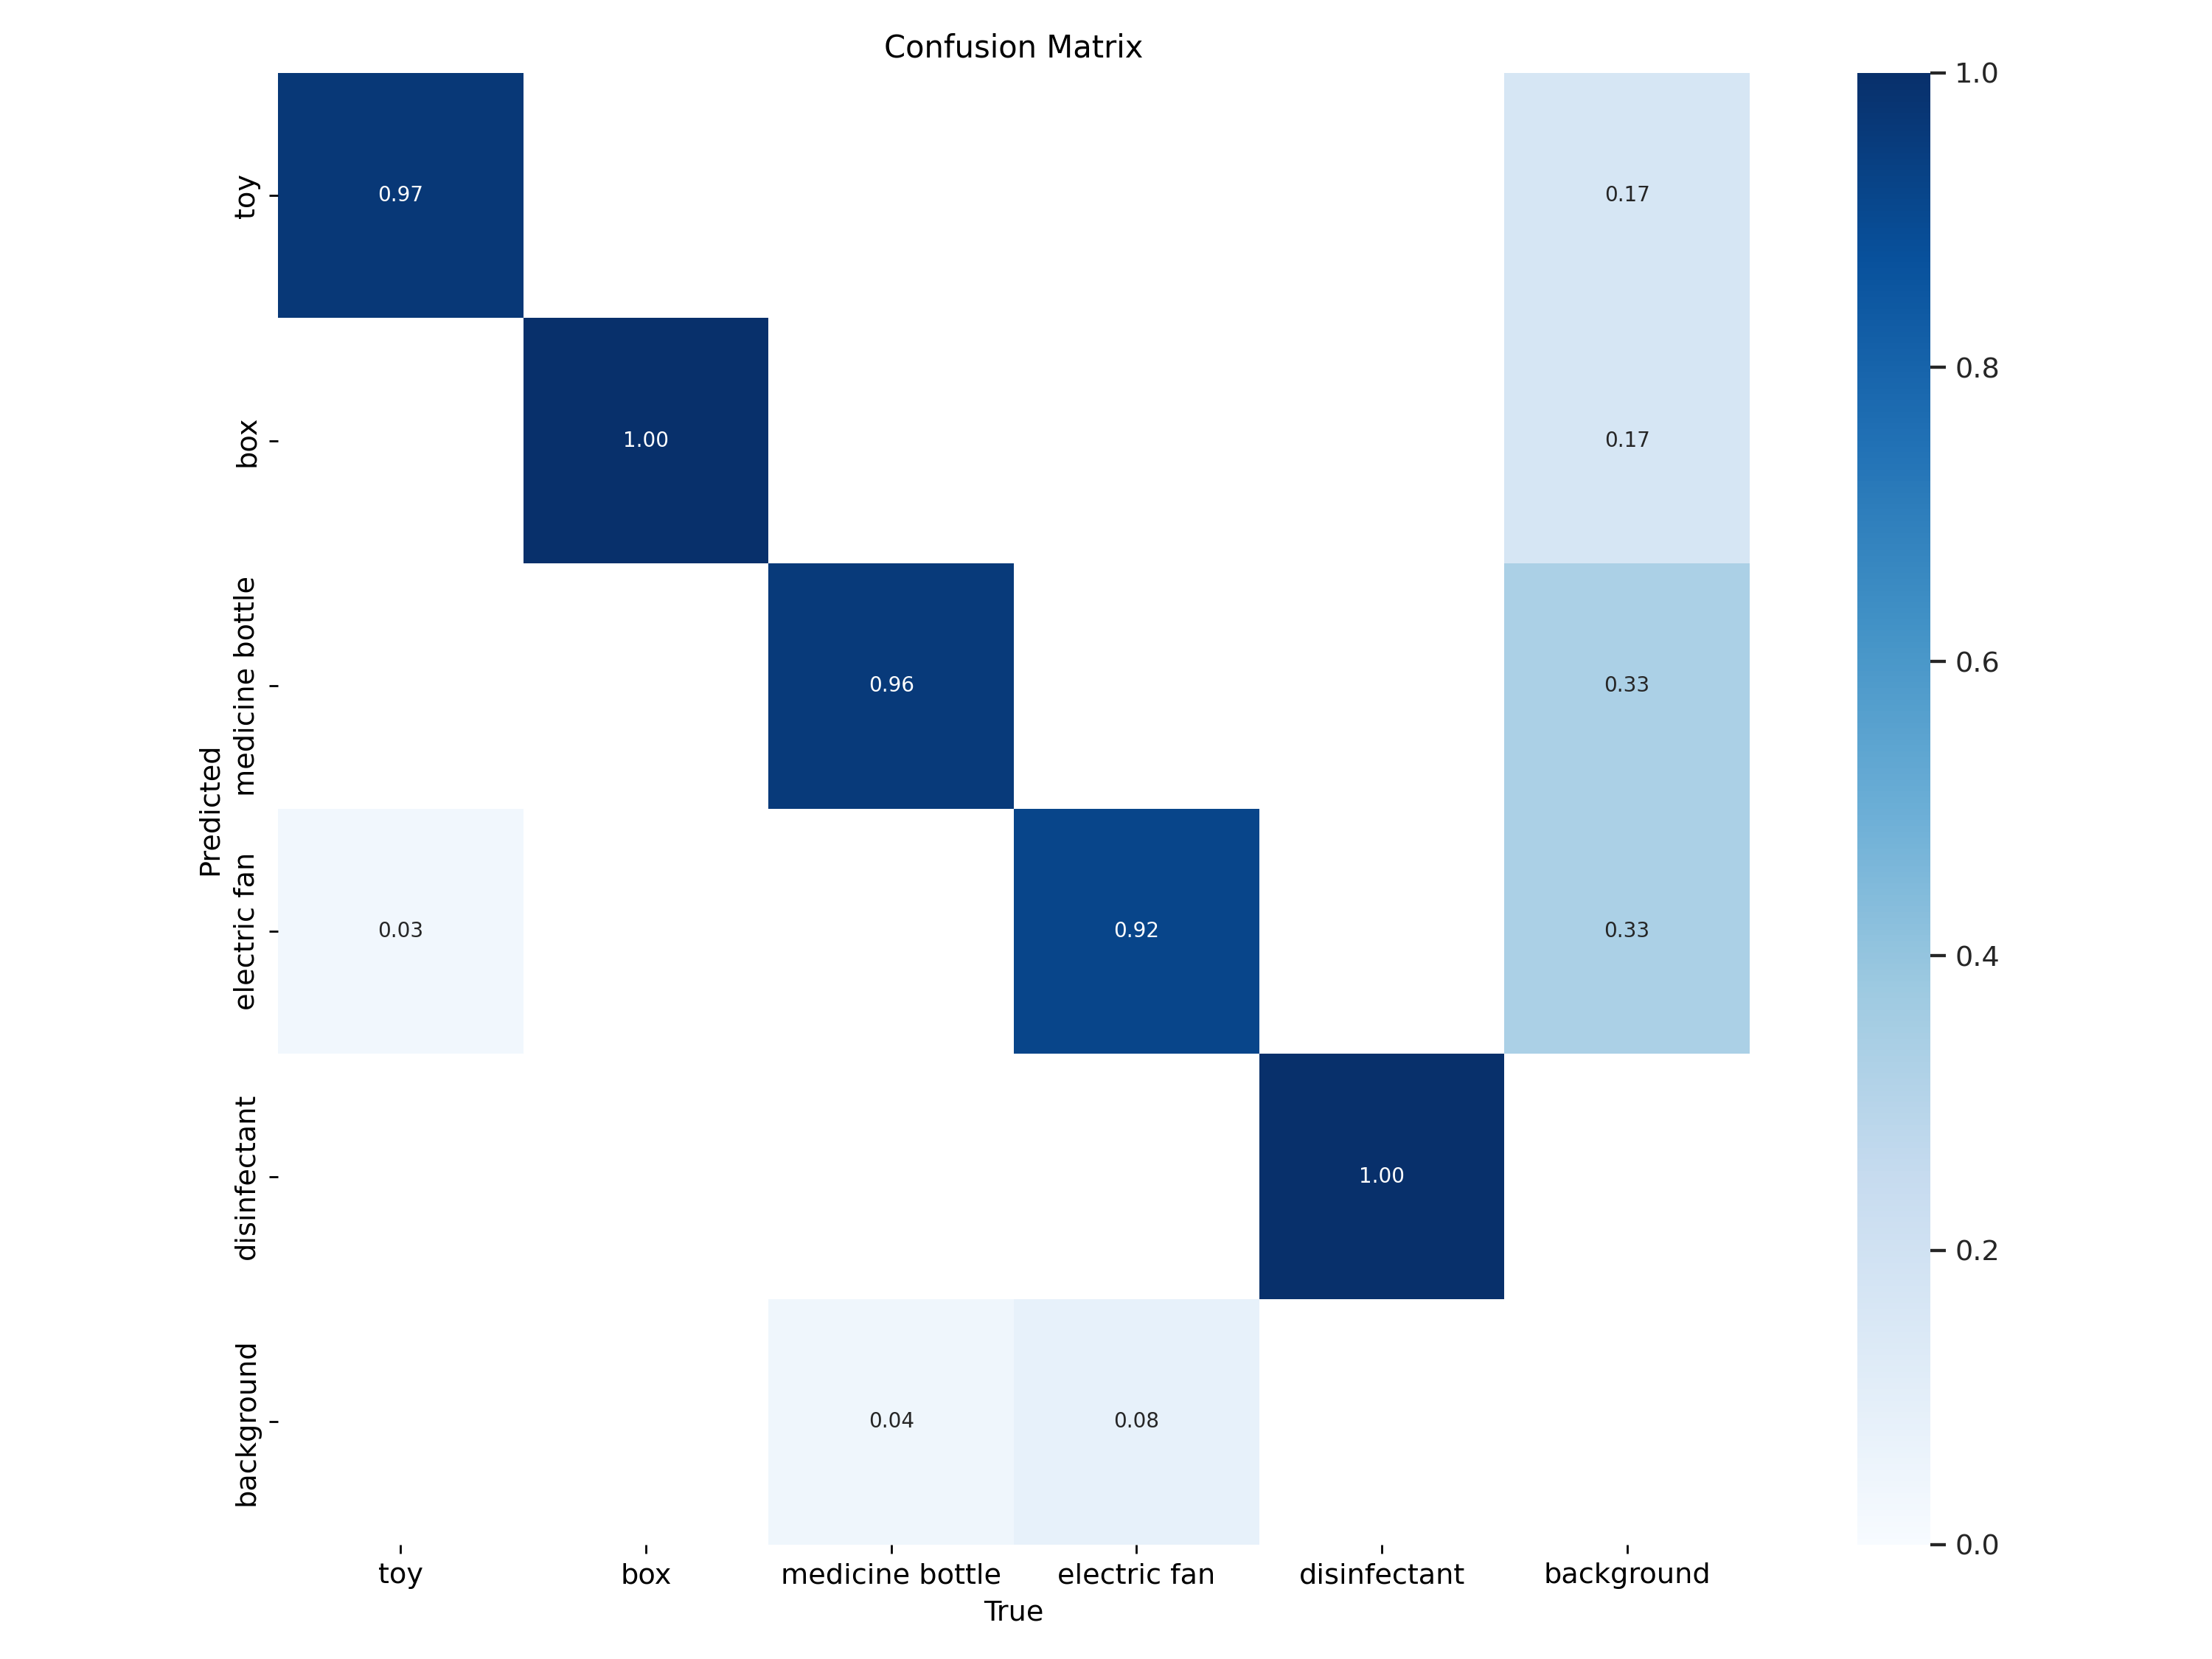 Confusion Matrix
toy
0.97
0.17
box
1.00
0.17
medicine bottle
0.96
0.33
Predicted
electric fan
0.03
0.92
0.33
disinfectant
1.00
background
0.04
0.08
toy
box
medicine bottle
electric fan
disinfectant
background
True
1.0
0.8
0.6
0.4
0.2
0.0